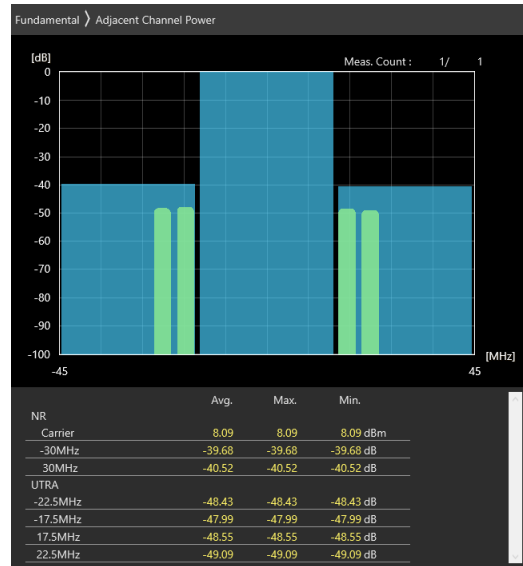 Fundamental ⟩ Adjacent Channel Power
[dB] Meas. Count : 1/ 1
0
-10
-20
-30
-40
-50
-60
-70
-80
-90
-100 [MHz]
-45 45
Avg. Max. Min.
NR
Carrier 8.09 8.09 8.09 dBm
-30MHz -39.68 -39.68 -39.68 dB
30MHz -40.52 -40.52 -40.52 dB
UTRA
-22.5MHz -48.43 -48.43 -48.43 dB
-17.5MHz -47.99 -47.99 -47.99 dB
17.5MHz -48.55 -48.55 -48.55 dB
22.5MHz -49.09 -49.09 -49.09 dB